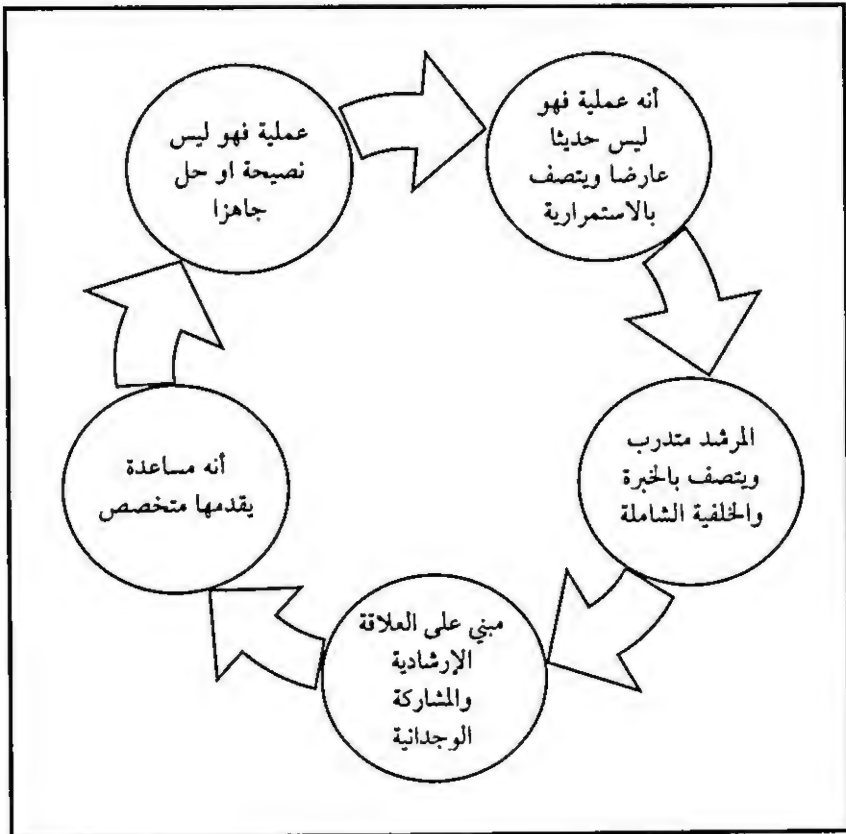 أنه عملية فهو
ليس حديثا
عارضا ويتصف
بالاستمرارية
المرشد متدرب
ويتصف بالخبرة
والخلفية الشاملة
مبني على العلاقة
الإرشادية
والمشاركة
الوجدانية
أنه مساعدة
يقدمها متخصص
عملية فهو ليس
نصيحة او حل
جاهزا